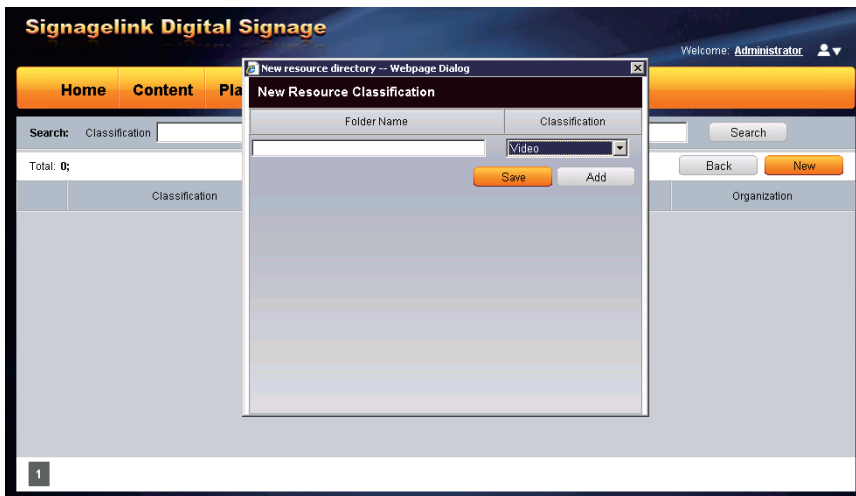 Signagelink Digital Signage
Welcome: Administrator
New resource directory -- Webpage Dialog
Home Content Pla
New Resource Classification
Folder Name Classification
Search: Classification Search
Video
Total: 0; Back New
Save Add
Classification Organization
1